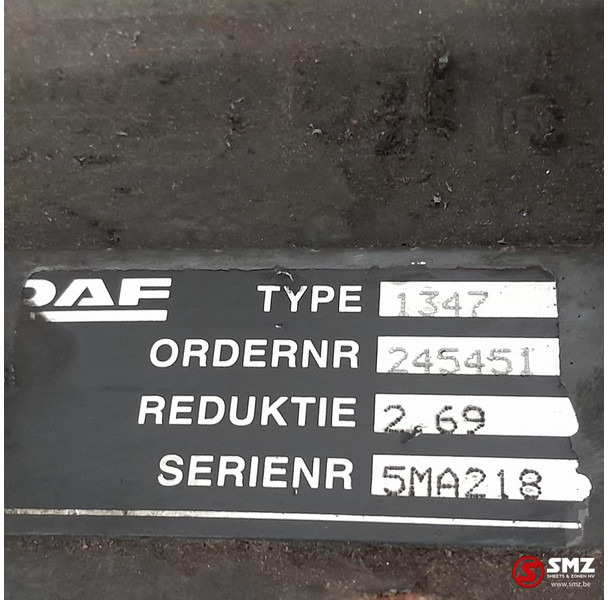 DAF
TYPE 1347
ORDERNR 245451
REDUKTIE 2.69
SERIENR 5MA218
SMZ
SMEETS & ZONEN NV
www.smz.be